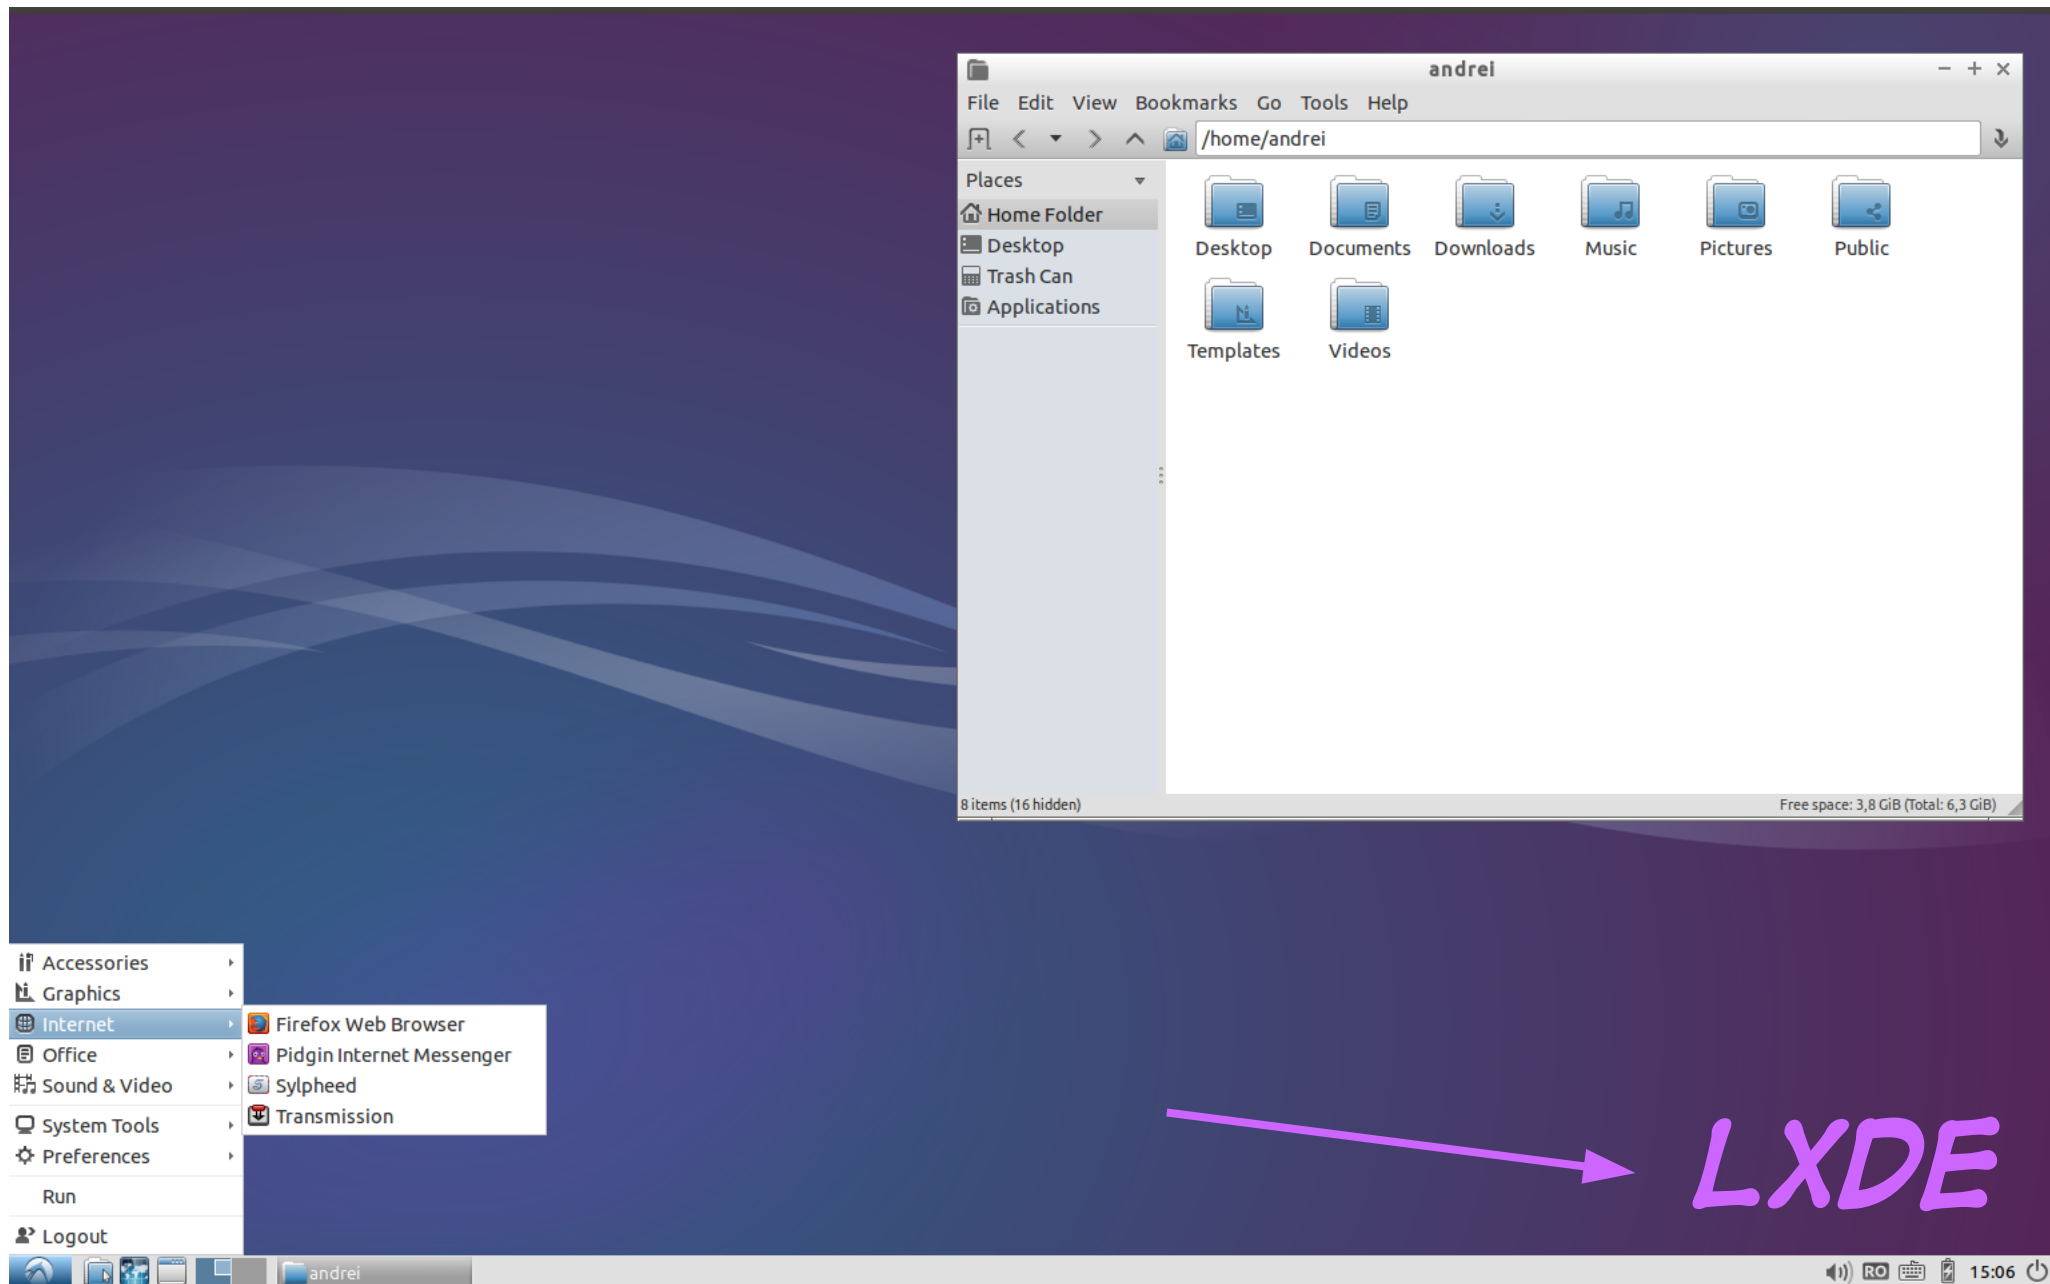 andrei
File Edit View Bookmarks Go Tools Help
/home/andrei
Places
Home Folder
Desktop
Trash Can
Applications
Desktop Documents Downloads Music Pictures Public
Templates Videos
8 items (16 hidden) Free space: 3,8 GiB (Total: 6,3 GiB)
Accessories
Graphics
Internet
Office
Sound & Video
System Tools
Preferences
Run
Logout
Firefox Web Browser
Pidgin Internet Messenger
Sylpheed
Transmission
LXDE
andrei
RO 15:06